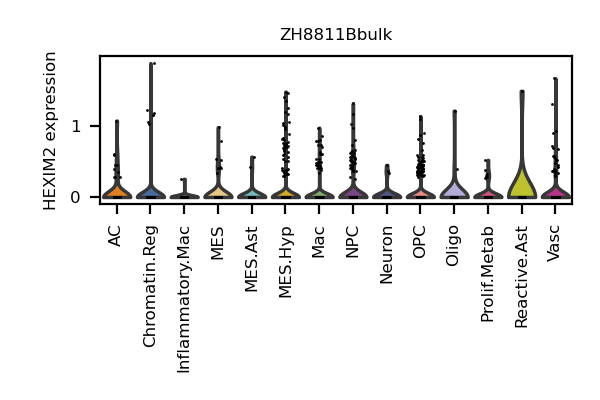 ZH8811Bbulk
HEXIM2 expression
1
0
AC
Chromatin.Reg
Inflammatory.Mac
MES
MES.Ast
MES.Hyp
Mac
NPC
Neuron
OPC
Oligo
Prolif.Metab
Reactive.Ast
Vasc